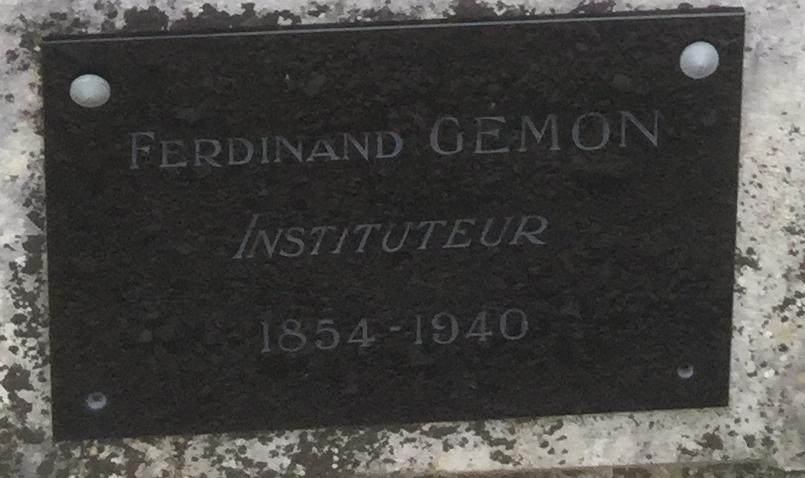 FERDINAND GEMON
INSTITUTEUR
1854-1940